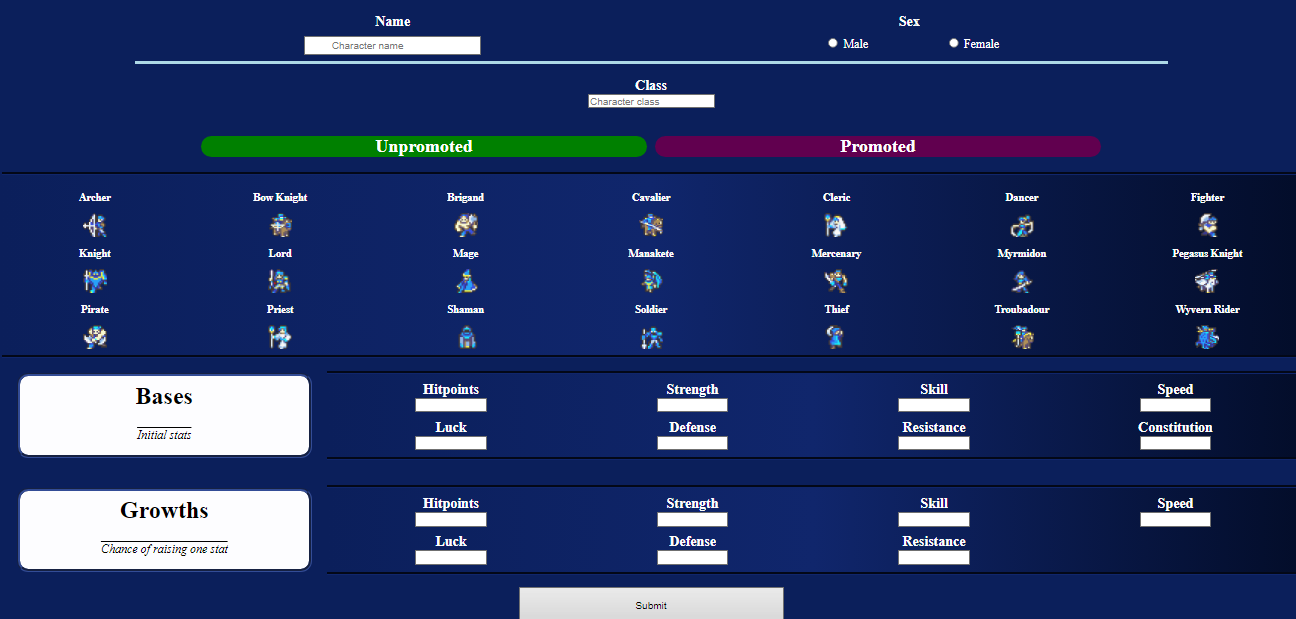 Name Sex
Character name Male Female
Class
Character class
Unpromoted Promoted
Archer Bow Knight Brigand Cavalier Cleric Dancer Fighter
Knight Lord Mage Manakete Mercenary Myrmidon Pegasus Knight
Pirate Priest Shaman Soldier Thief Troubadour Wyvern Rider
Bases
Initial stats
Hitpoints Strength Skill Speed
Luck Defense Resistance Constitution
Growths
Chance of raising one stat
Hitpoints Strength Skill Speed
Luck Defense Resistance
Submit